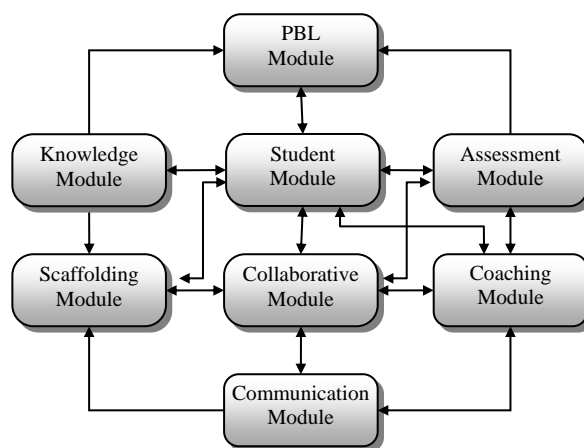 PBL
Module
Knowledge
Module
Student
Module
Assessment
Module
Scaffolding
Module
Collaborative
Module
Coaching
Module
Communication
Module